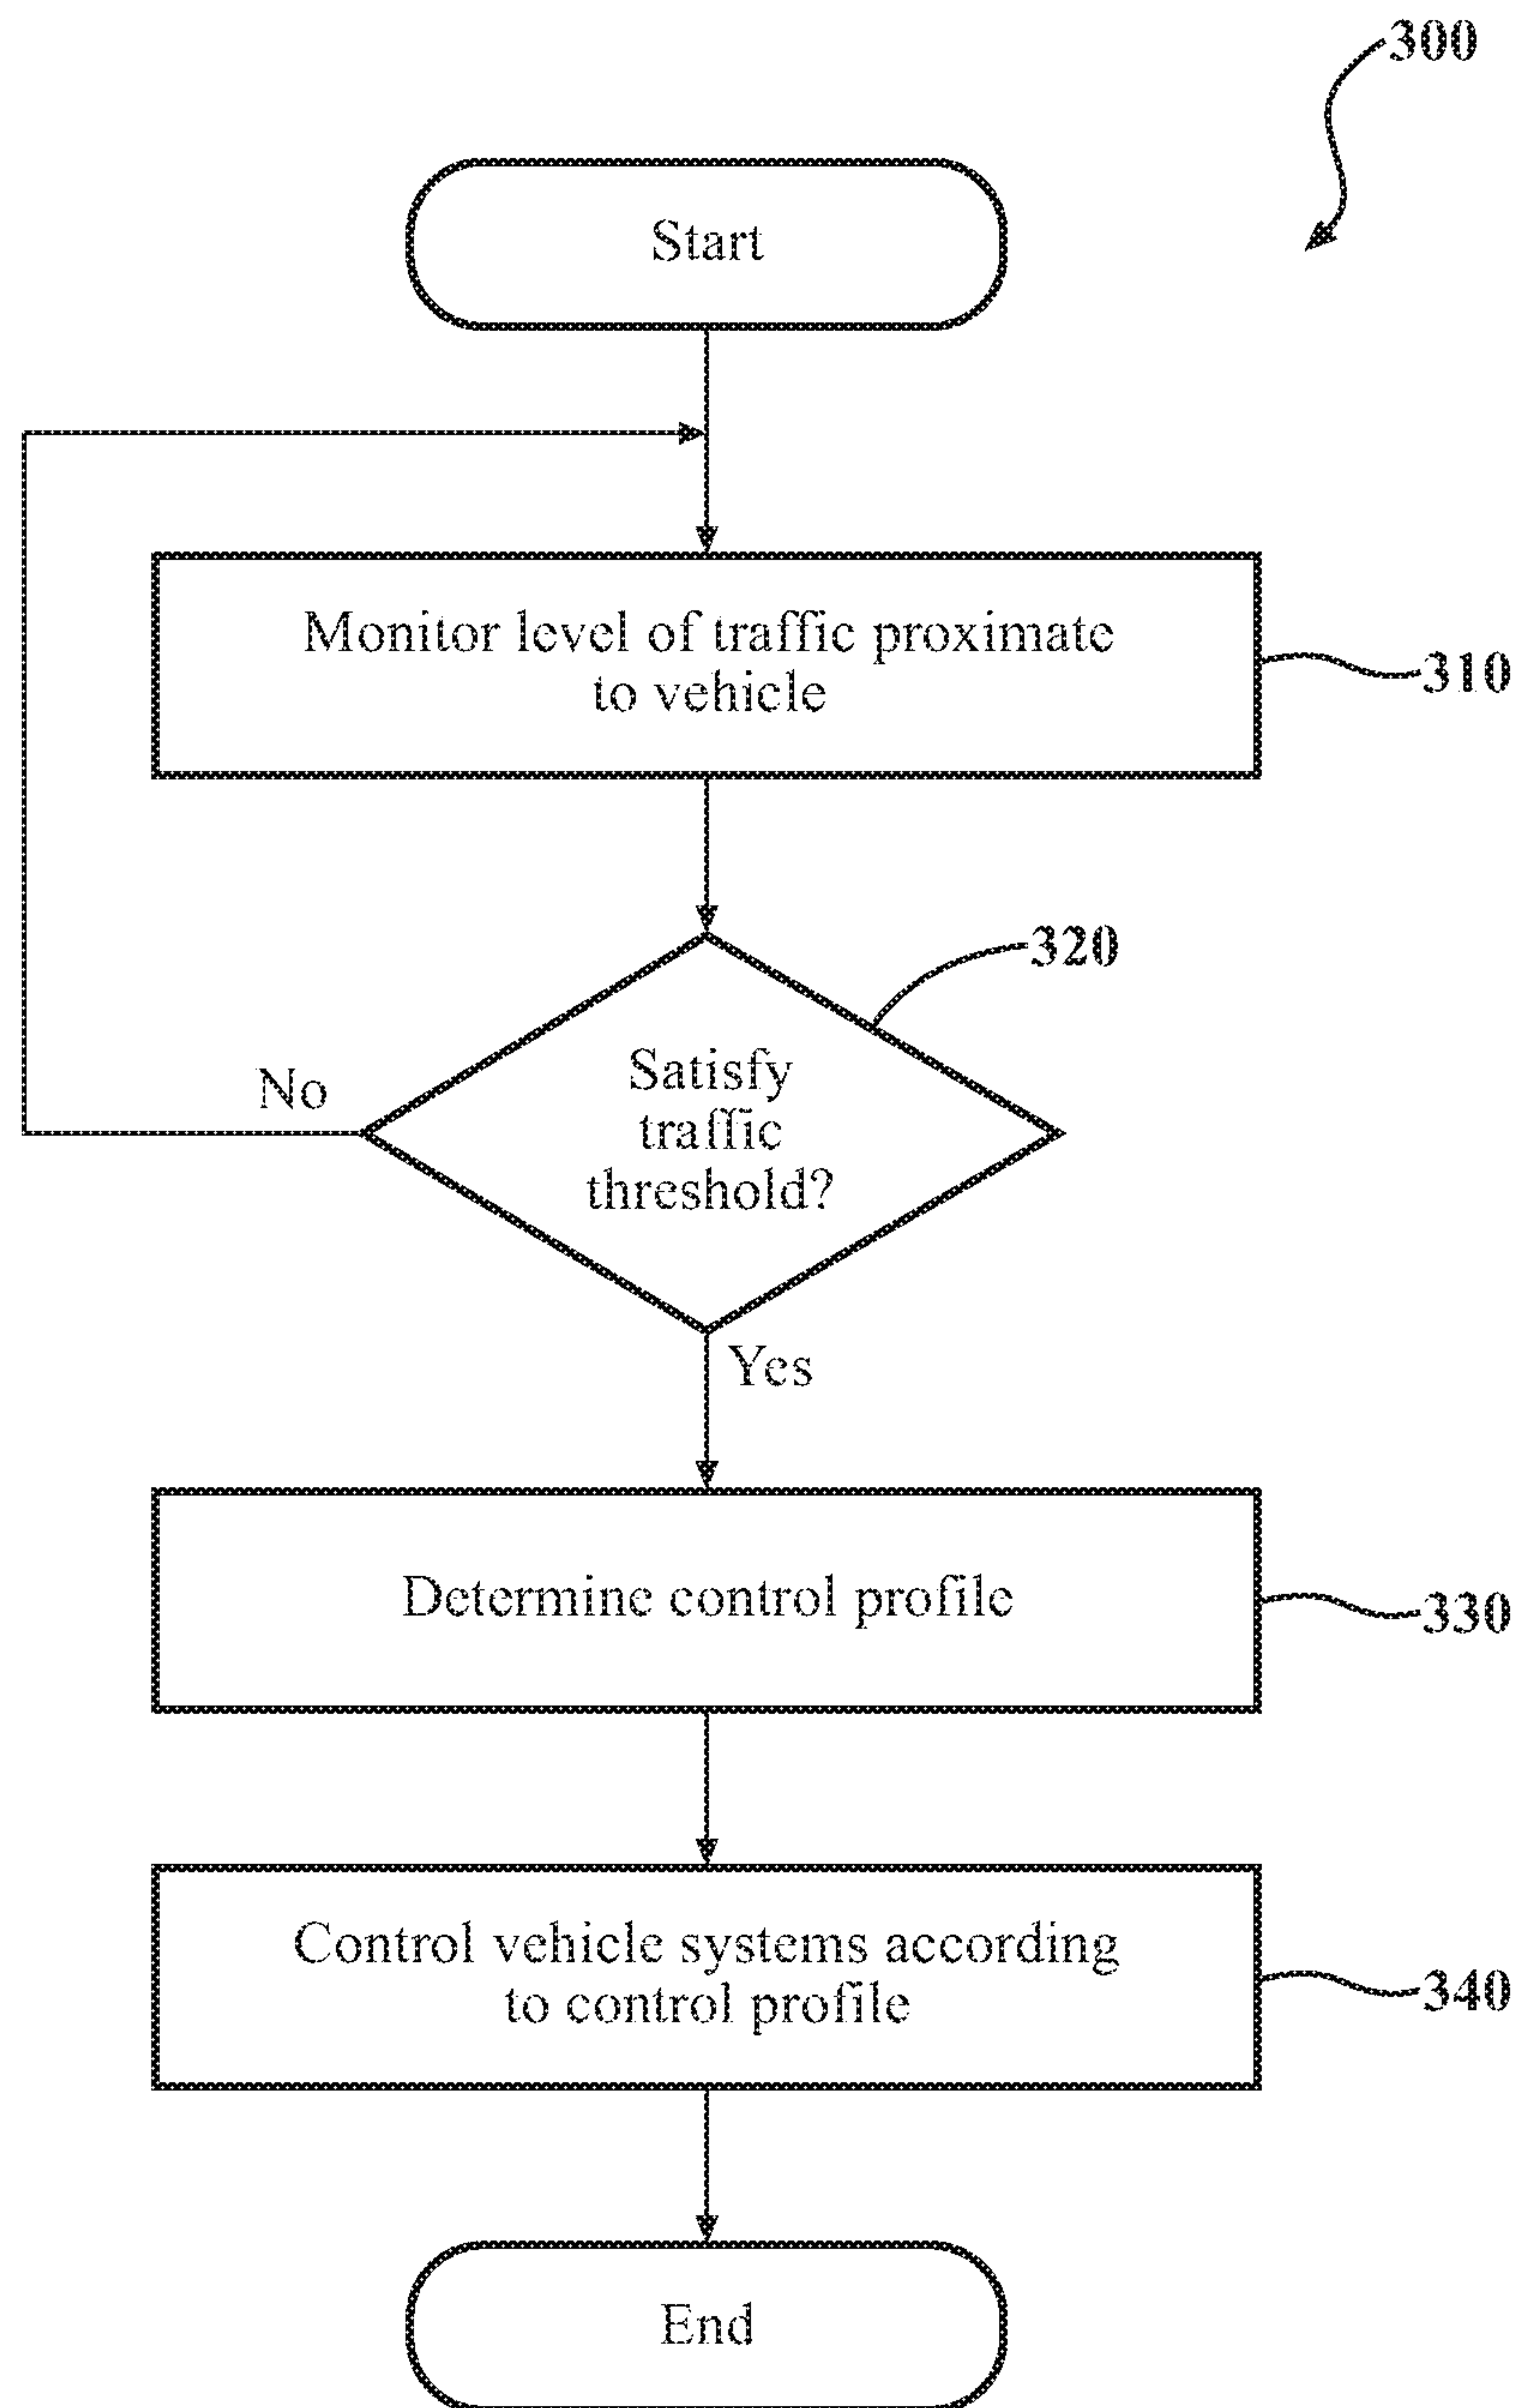 300
Start
Monitor level of traffic proximate
to vehicle
310
320
Satisfy
traffic
threshold?
No
Yes
Determine control profile
330
Control vehicle systems according
to control profile
340
End